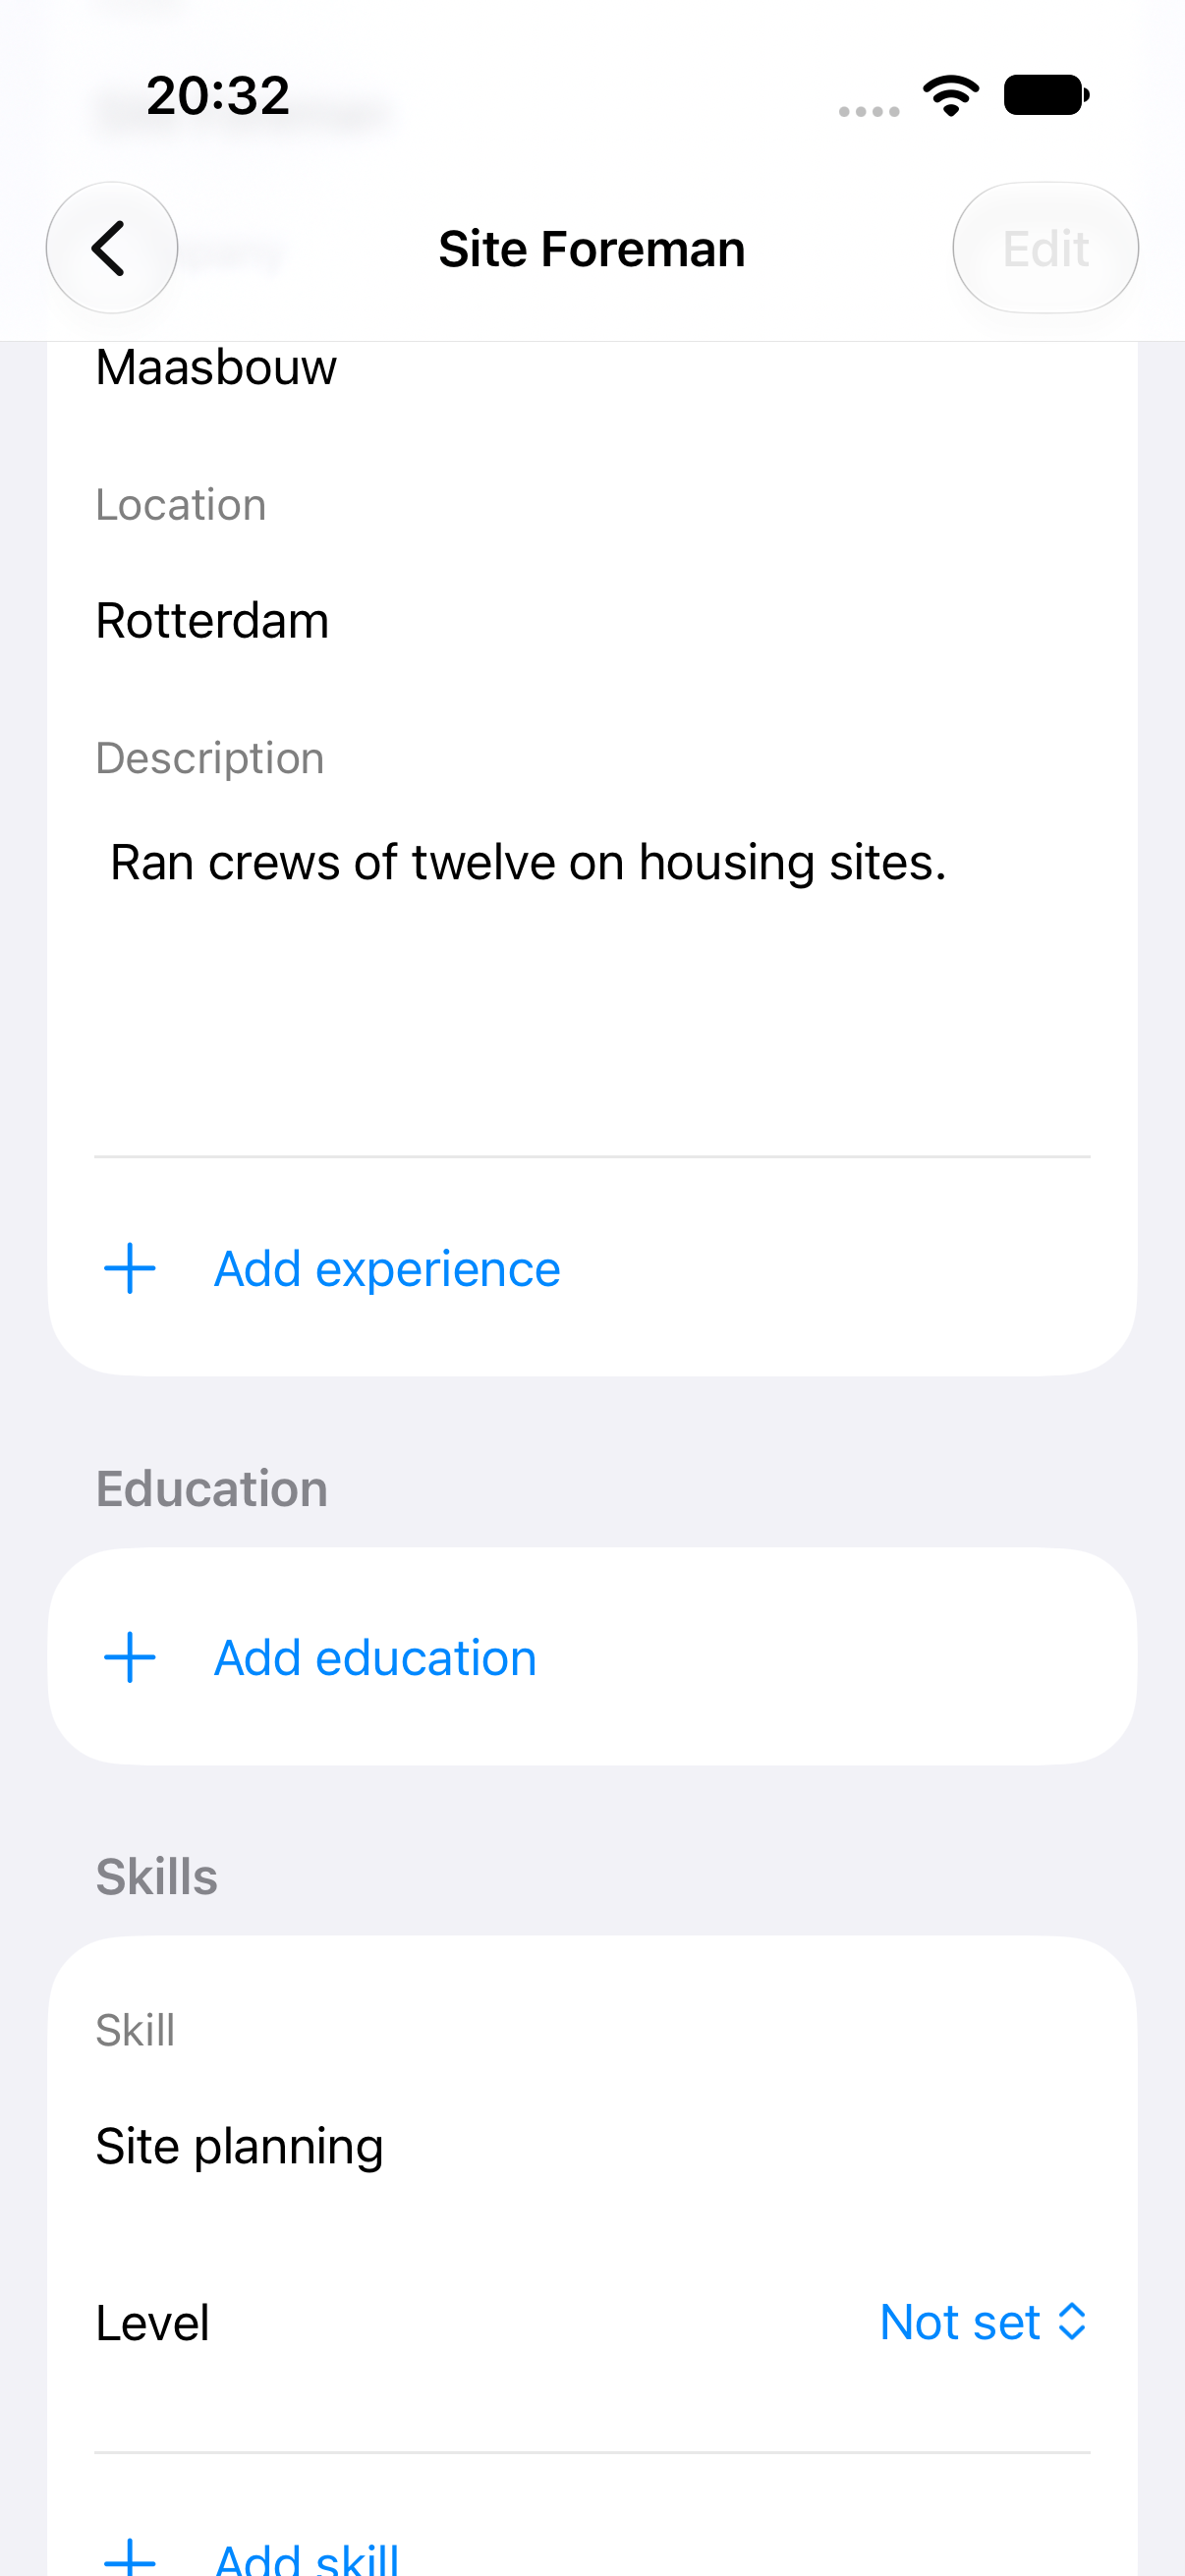 20:32
Site Foreman
Edit
Maasbouw
Location
Rotterdam
Description
Ran crews of twelve on housing sites.
Add experience
Education
Add education
Skills
Skill
Site planning
Level
Not set
Add skill